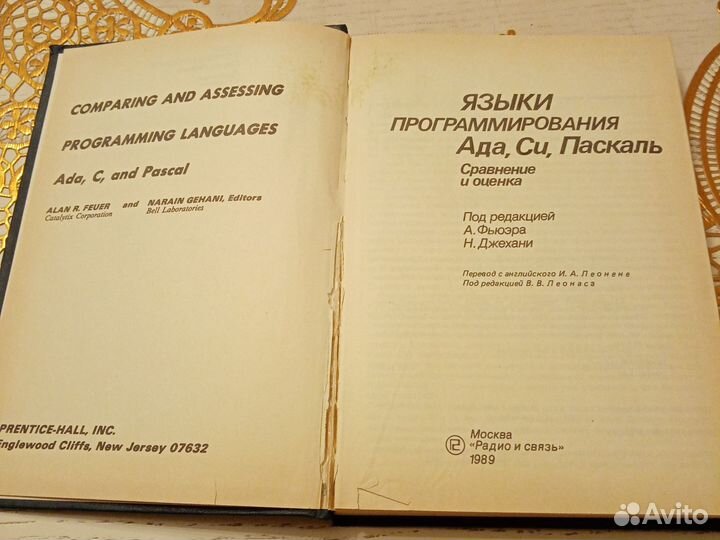 COMPARING AND ASSESSING
PROGRAMMING LANGUAGES
Ada, C, and Pascal
ALAN R. FEUER and NARAIN GEHANI, Editors
Catalytix Corporation Bell Laboratories
PRENTICE-HALL, INC.
Englewood Cliffs, New Jersey 07632
ЯЗЫКИ
ПРОГРАММИРОВАНИЯ
Ада, Си, Паскаль
Сравнение
и оценка
Под редакцией
А. Фьюэра
Н. Джехани
Перевод с английского И. А. Леонене
Под редакцией В. В. Леонаса
Москва
«Радио и связь»
1989
Avito